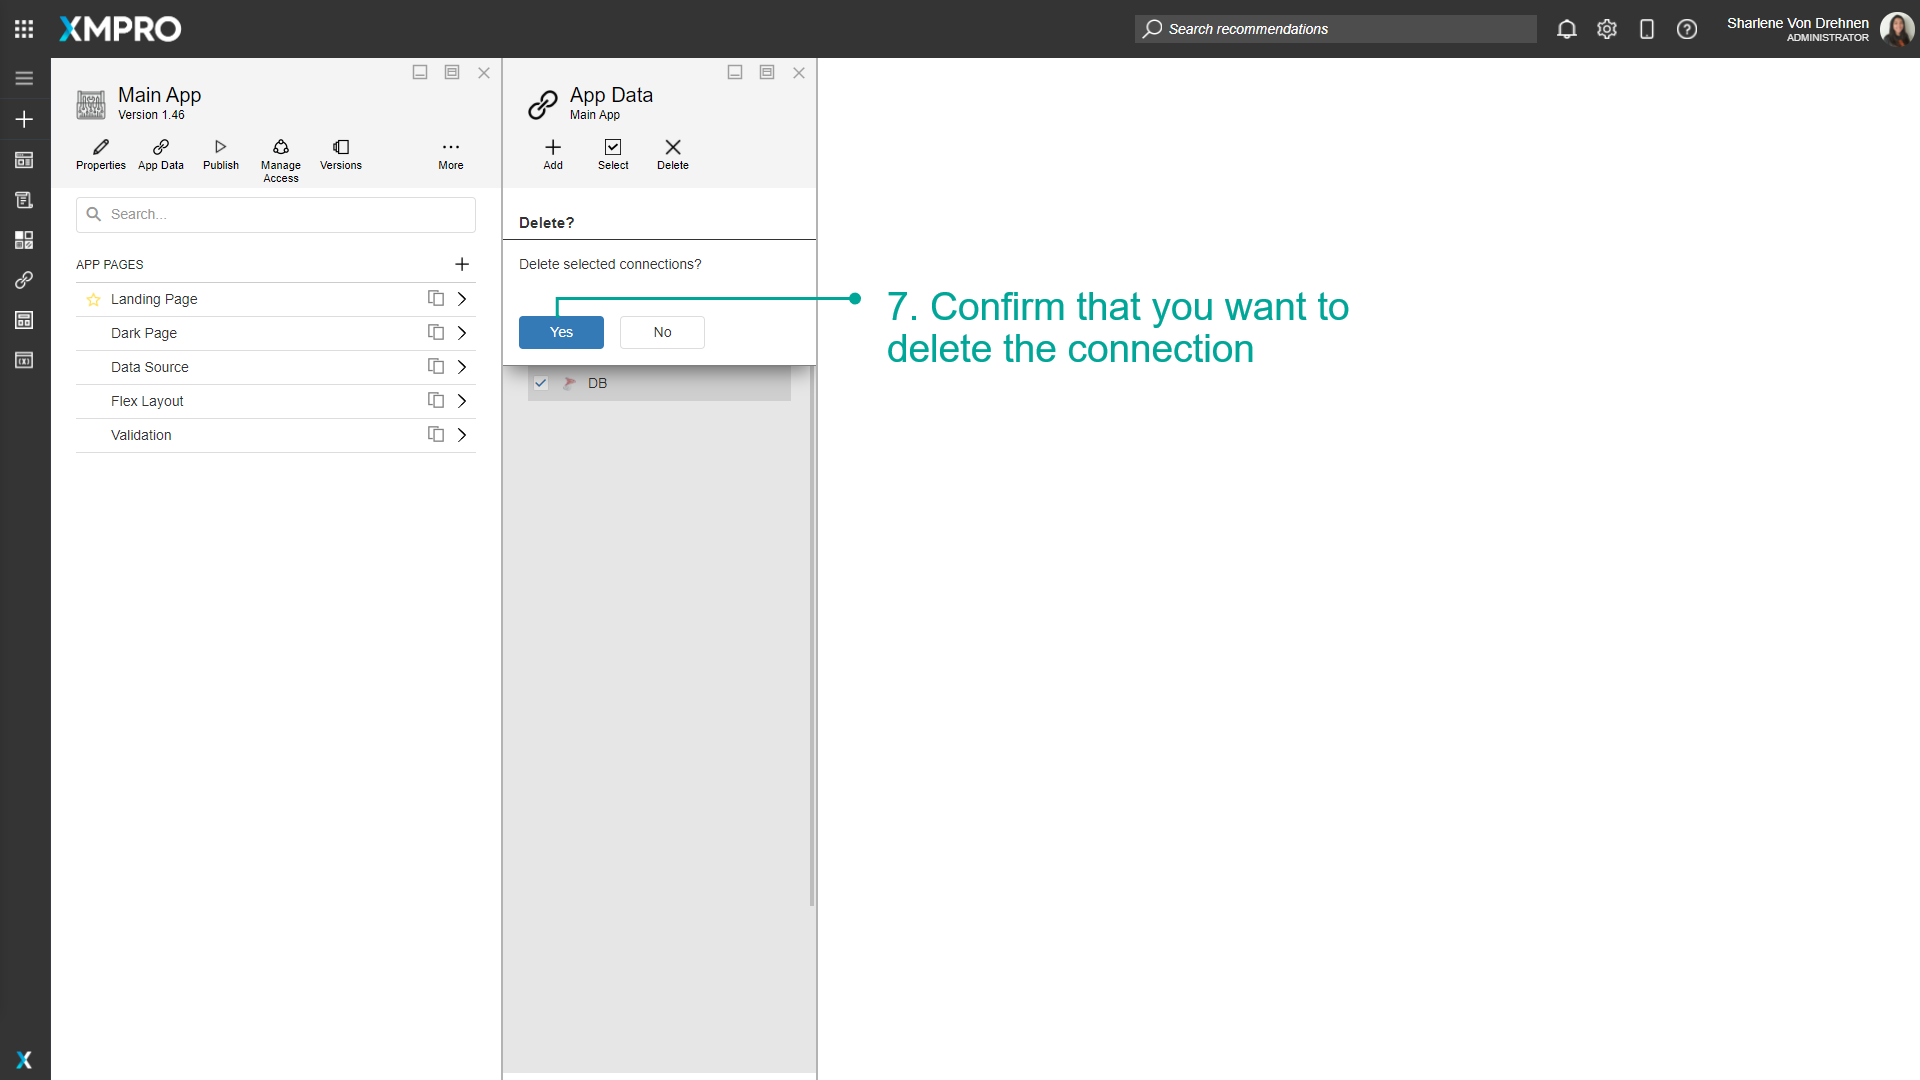 XMPRO
Search recommendations
Sharlene Von Drehnen
ADMINISTRATOR
Main App
Version 1.46
Properties
App Data
Publish
Manage
Access
Versions
More
Search...
APP PAGES
Landing Page
Dark Page
Data Source
Flex Layout
Validation
App Data
Main App
Add
Select
Delete
Delete?
Delete selected connections?
Yes
No
DB
7. Confirm that you want to
delete the connection